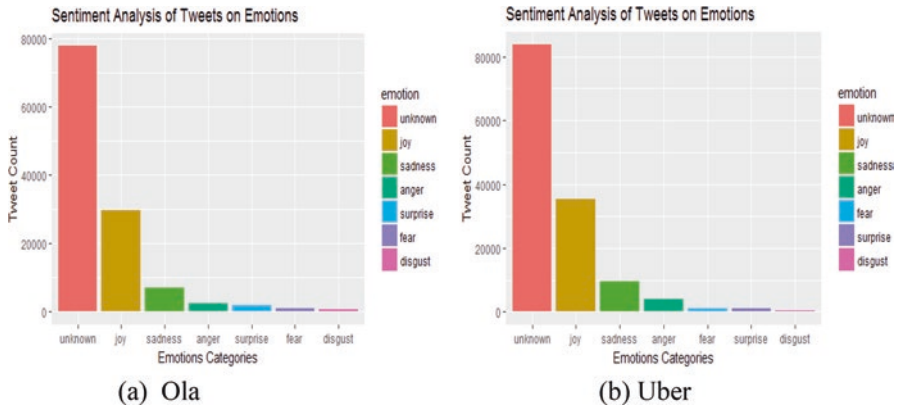 Sentiment Analysis of Tweets on Emotions
80000
60000
40000
20000
0
Tweet Count
unknown joy sadness anger surprise fear disgust
Emotions Categories
emotion
unknown
joy
sadness
anger
surprise
fear
disgust
(a) Ola
Sentiment Analysis of Tweets on Emotions
80000
60000
40000
20000
0
Tweet Count
unknown joy sadness anger fear surprise disgust
Emotions Categories
emotion
unknown
joy
sadness
anger
fear
surprise
disgust
(b) Uber